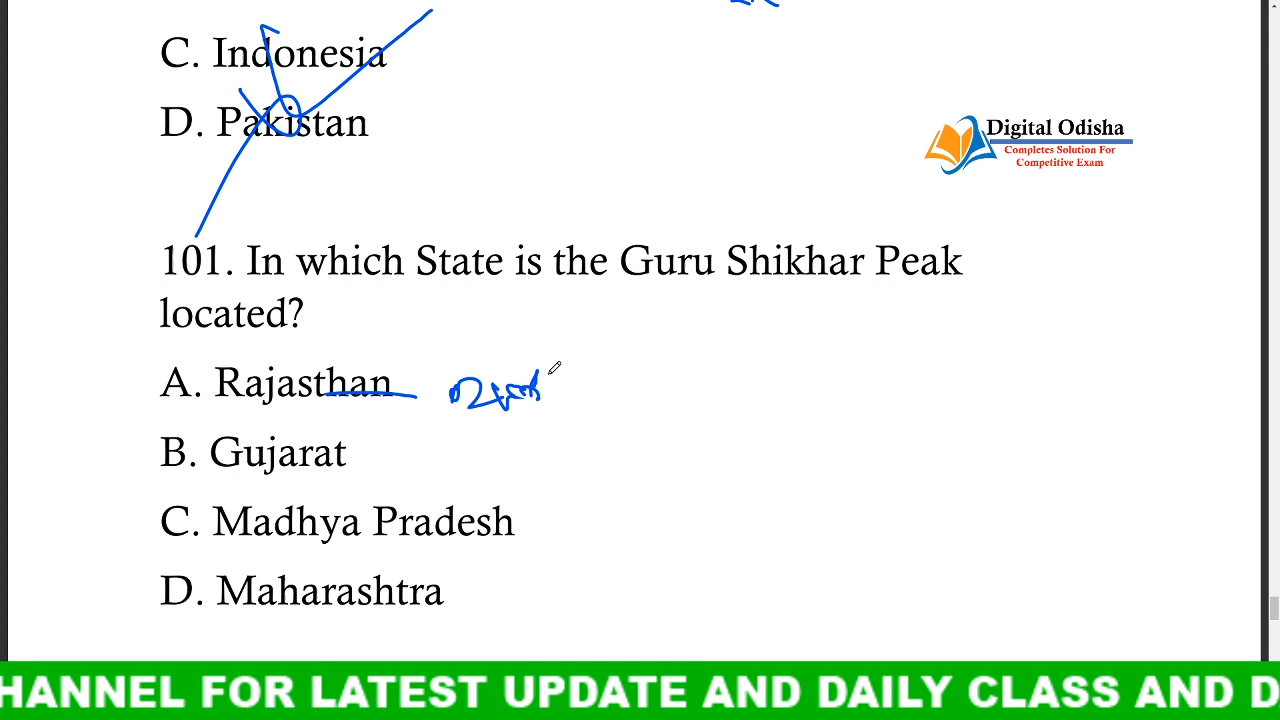 C. Indonesia
D. Pakistan
Digital Odisha
Completes Solution For
Competitive Exam
101. In which State is the Guru Shikhar Peak
located?
A. Rajasthan
B. Gujarat
C. Madhya Pradesh
D. Maharashtra
HANNEL FOR LATEST UPDATE AND DAILY CLASS AND D